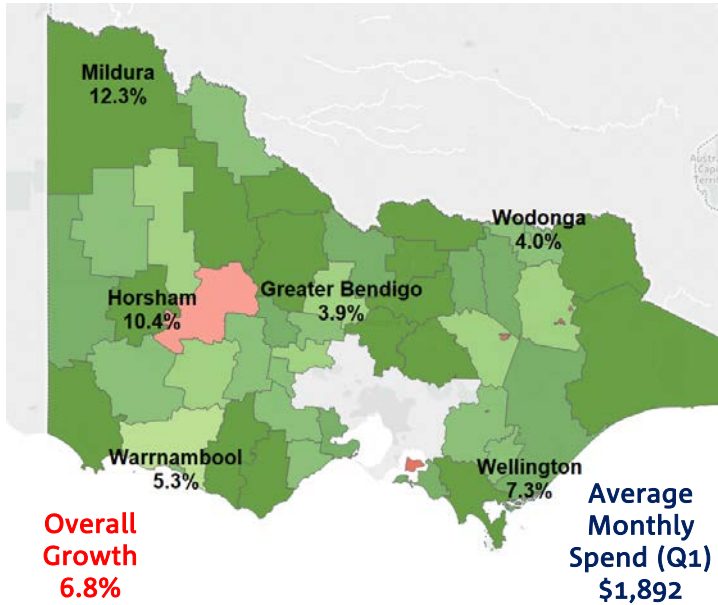 Mildura
12.3%
Wodonga
4.0%
Horsham
10.4%
Greater Bendigo
3.9%
Warrnambool
5.3%
Wellington
7.3%
Overall
Growth
6.8%
Average
Monthly
Spend (Q1)
$1,892